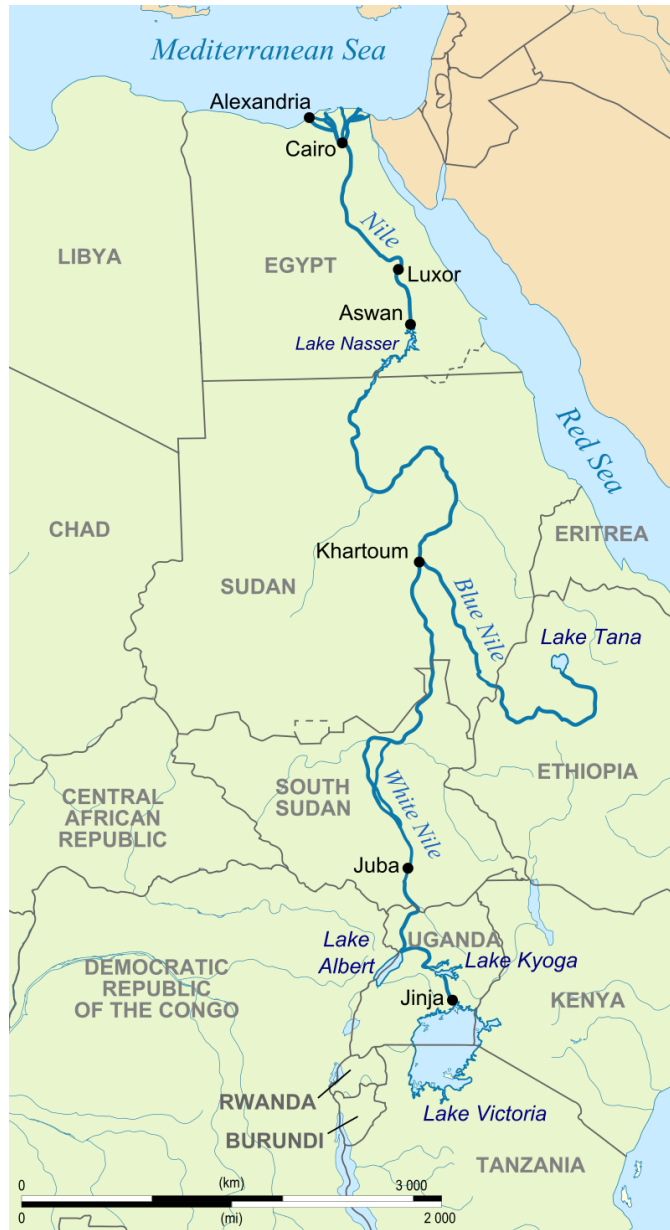 Mediterranean Sea
Alexandria
Cairo
Nile
LIBYA
EGYPT
Luxor
Aswan
Lake Nasser
Red Sea
CHAD
ERITREA
Khartoum
SUDAN
Blue Nile
Lake Tana
ETHIOPIA
CENTRAL
AFRICAN
REPUBLIC
SOUTH
SUDAN
White Nile
Juba
Lake
Albert
UGANDA
Lake Kyoga
DEMOCRATIC
REPUBLIC
OF THE CONGO
Jinja
KENYA
RWANDA
Lake Victoria
BURUNDI
TANZANIA
0 (km) 3 000
0 (mi) 2 000